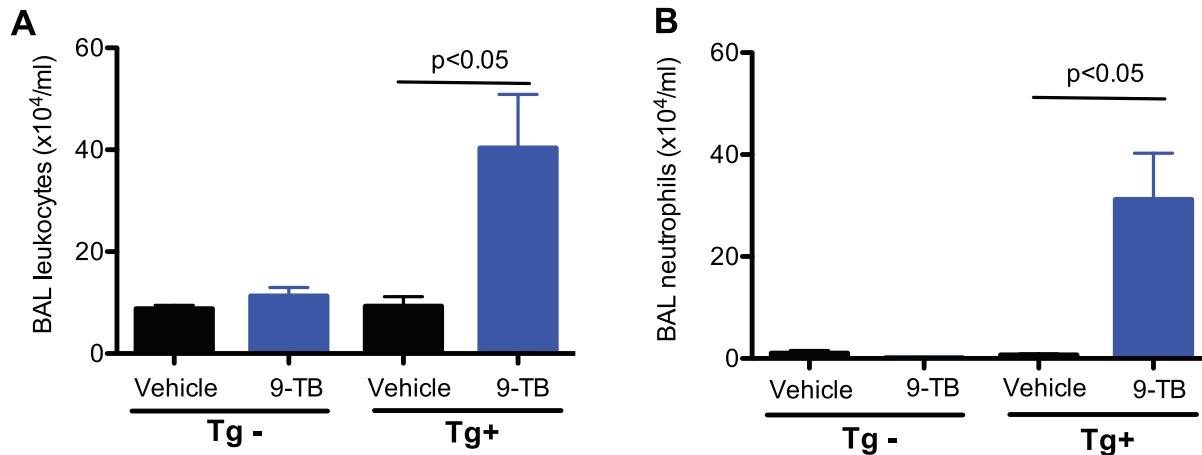 A
BAL leukocytes (x10⁴/ml)
60
40
20
0
p<0.05
Vehicle 9-TB Vehicle 9-TB
Tg - Tg+
B
BAL neutrophils (x10⁴/ml)
60
40
20
0
p<0.05
Vehicle 9-TB Vehicle 9-TB
Tg - Tg+